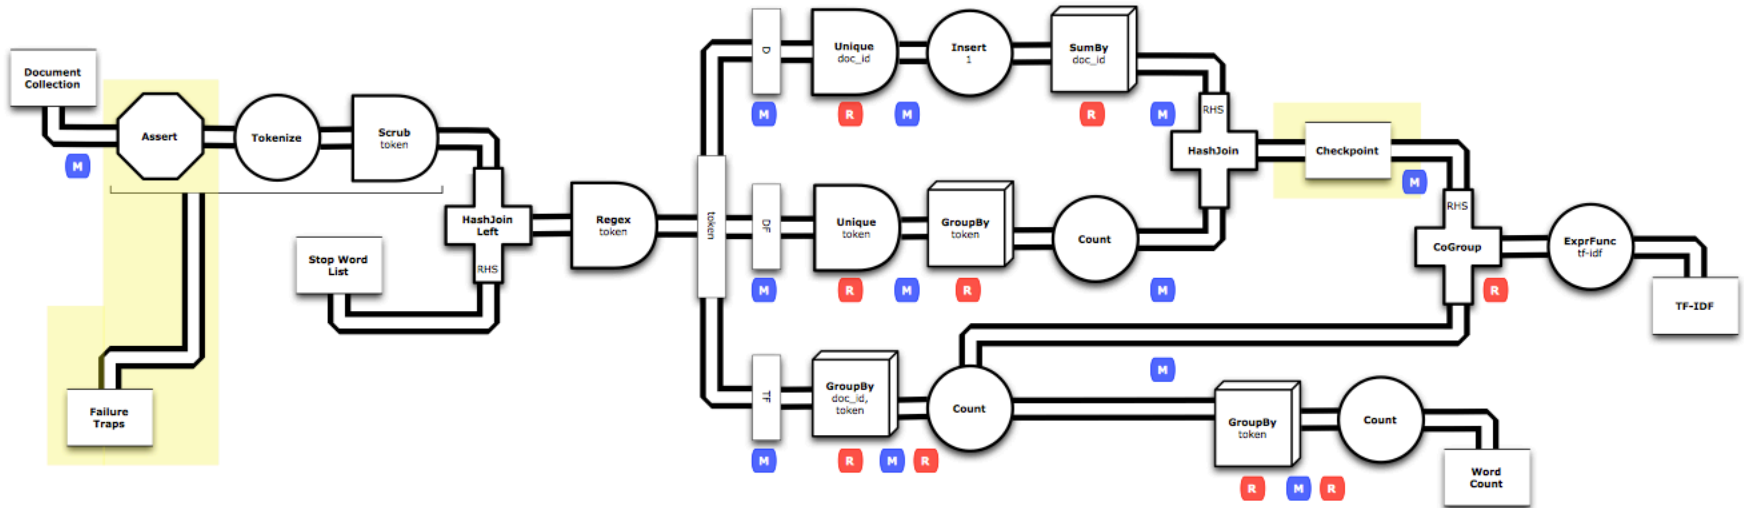 Document
Collection
M
Assert
Tokenize
Scrub
token
HashJoin
Left
RHS
Stop Word
List
Failure
Traps
Regex
token
token
D
M
Unique
doc_id
R
M
Insert
1
SumBy
doc_id
R
M
RHS
HashJoin
Checkpoint
M
DF
M
Unique
token
R
M
GroupBy
token
R
Count
M
RHS
CoGroup
R
ExprFunc
tf-idf
TF-IDF
TF
M
GroupBy
doc_id,
token
R
M
R
Count
M
GroupBy
token
R
M
R
Count
Word
Count